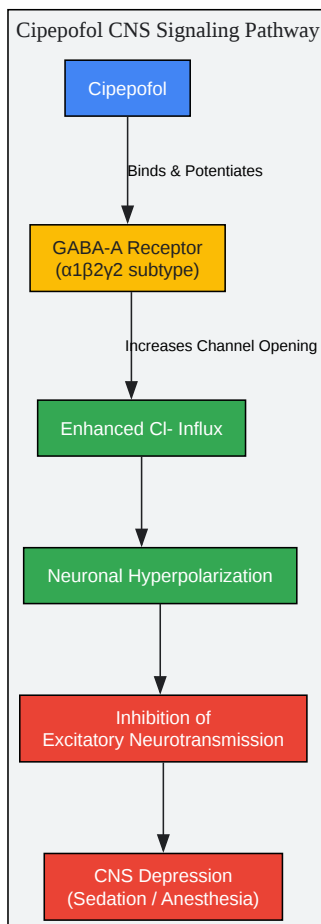 Cipepofol CNS Signaling Pathway
Cipepofol
Binds & Potentiates
GABA-A Receptor
(α1β2γ2 subtype)
Increases Channel Opening
Enhanced Cl- Influx
Neuronal Hyperpolarization
Inhibition of
Excitatory Neurotransmission
CNS Depression
(Sedation / Anesthesia)